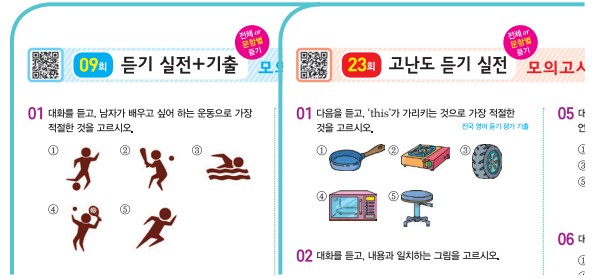 전체 or
문항별
듣기
09회 듣기 실전+기출
01 대화를 듣고, 남자가 배우고 싶어 하는 운동으로 가장
적절한 것을 고르시오.
① ② ③
④ ⑤
전체 or
문항별
듣기
23회 고난도 듣기 실전 모의고사
01 다음을 듣고, ‘this’가 가리키는 것으로 가장 적절한
것을 고르시오. 전국 영어 듣기 평가 기출
① ② ③
④ ⑤
02 대화를 듣고, 내용과 일치하는 그림을 고르시오.
05
①
③
⑤
06
①